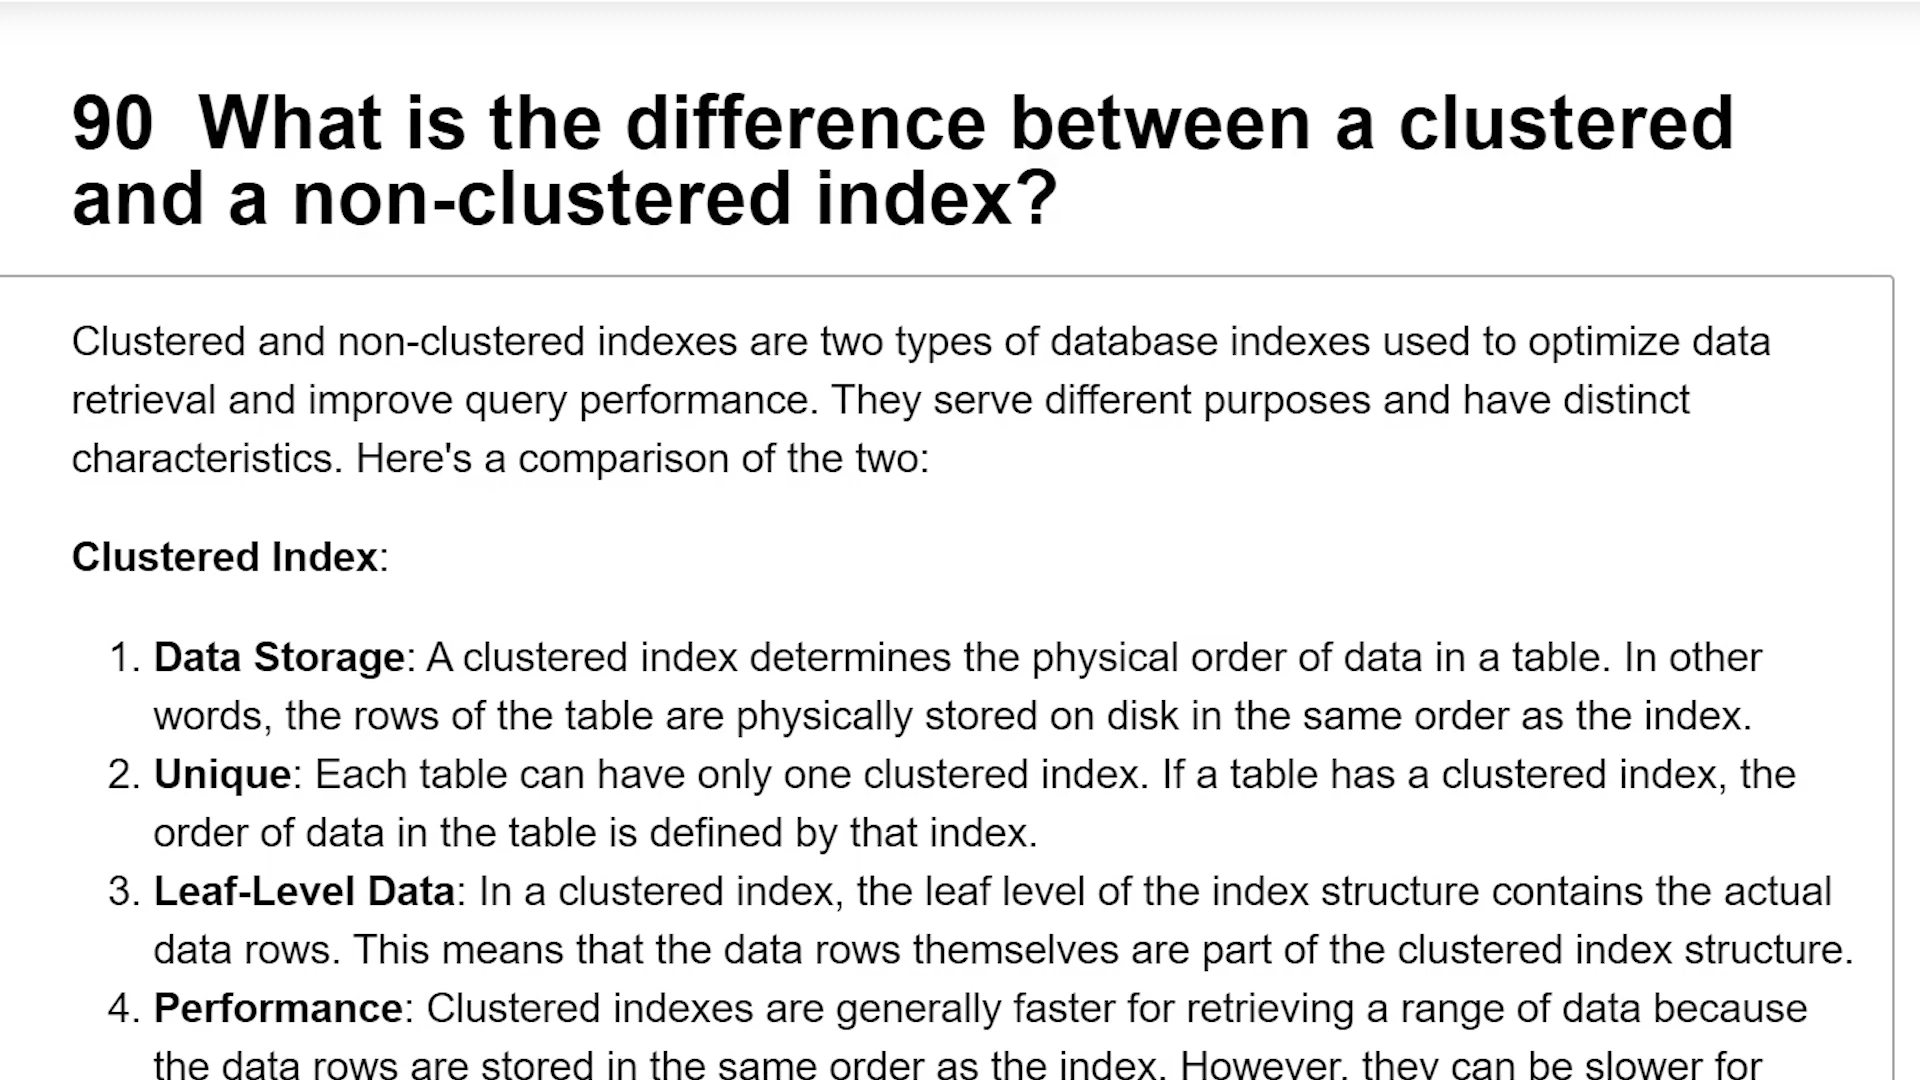 90 What is the difference between a clustered
and a non-clustered index?
Clustered and non-clustered indexes are two types of database indexes used to optimize data
retrieval and improve query performance. They serve different purposes and have distinct
characteristics. Here's a comparison of the two:
Clustered Index:
1. Data Storage: A clustered index determines the physical order of data in a table. In other
words, the rows of the table are physically stored on disk in the same order as the index.
2. Unique: Each table can have only one clustered index. If a table has a clustered index, the
order of data in the table is defined by that index.
3. Leaf-Level Data: In a clustered index, the leaf level of the index structure contains the actual
data rows. This means that the data rows themselves are part of the clustered index structure.
4. Performance: Clustered indexes are generally faster for retrieving a range of data because
the data rows are stored in the same order as the index. However, they can be slower for